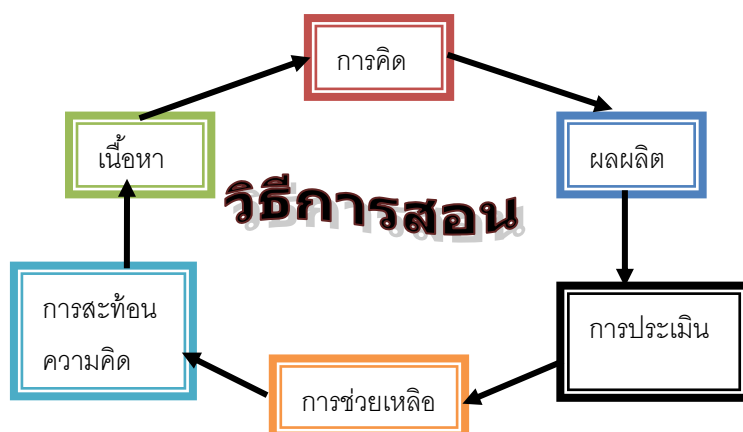 การคิด
เนื้อหา
ผลผลิต
วิธีการสอน
การสะท้อน
ความคิด
การประเมิน
การช่วยเหลือ